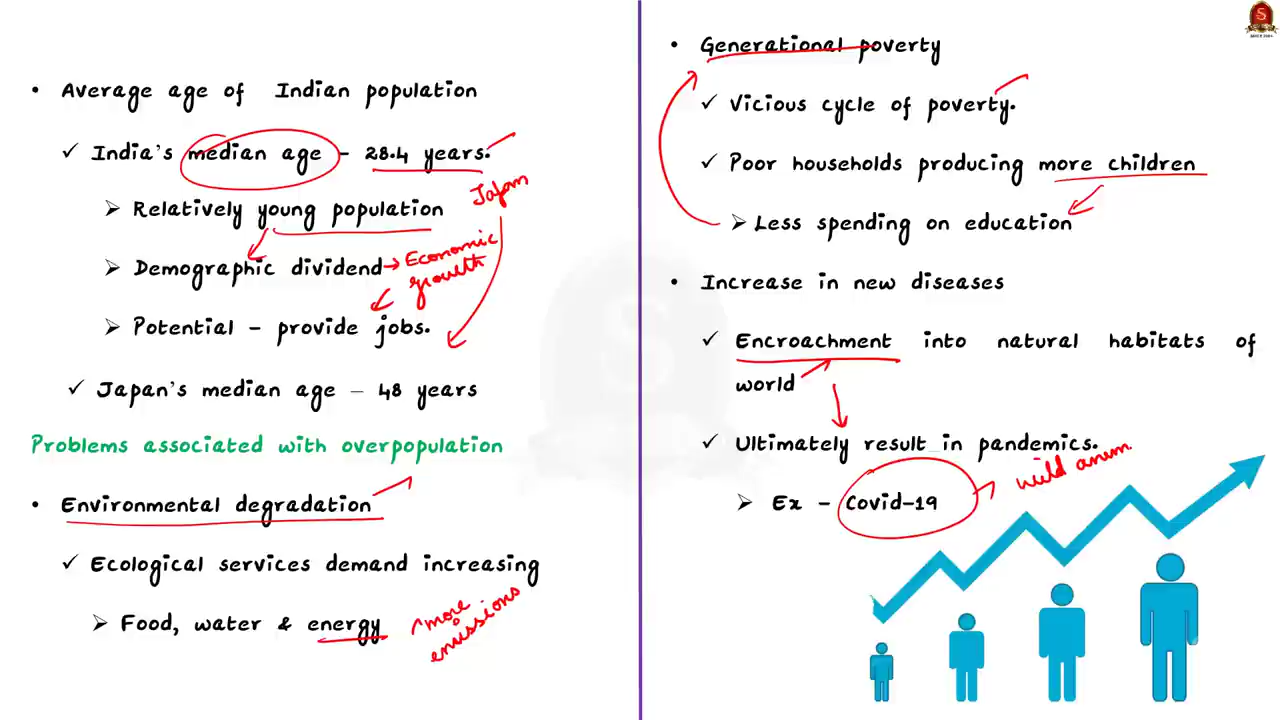 • Average age of Indian population
✓ India's median age - 28.4 years.
Japan
➢ Relatively young population
➢ Demographic dividend → Economic
growth
➢ Potential - provide jobs.
✓ Japan's median age – 48 years
Problems associated with overpopulation
• Environmental degradation
✓ Ecological services demand increasing
➢ Food, water & energy
more
emissions
• Generational poverty
✓ Vicious cycle of poverty.
✓ Poor households producing more children
➢ Less spending on education
• Increase in new diseases
✓ Encroachment into natural habitats of
world
✓ Ultimately result in pandemics.
➢ Ex - Covid-19
S